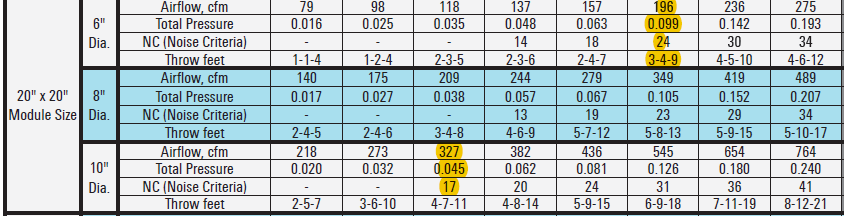 Airflow, cfm 79 98 118 137 157 196 236 275
6" Total Pressure 0.016 0.025 0.035 0.048 0.063 0.099 0.142 0.193
Dia. NC (Noise Criteria) - - - 14 18 24 30 34
Throw feet 1-1-4 1-2-4 2-3-5 2-3-6 2-4-7 3-4-9 4-5-10 4-6-12
Airflow, cfm 140 175 209 244 279 349 419 489
20" x 20" 8" Total Pressure 0.017 0.027 0.038 0.057 0.067 0.105 0.152 0.207
Module Size Dia. NC (Noise Criteria) - - - 13 19 23 29 34
Throw feet 2-4-5 2-4-6 3-4-8 4-6-9 5-7-12 5-8-13 5-9-15 5-10-17
Airflow, cfm 218 273 327 382 436 545 654 764
10" Total Pressure 0.020 0.032 0.045 0.062 0.081 0.126 0.180 0.240
Dia. NC (Noise Criteria) - - 17 20 24 31 36 41
Throw feet 2-5-7 3-6-10 4-7-11 4-8-14 5-9-15 6-9-18 7-11-19 8-12-21